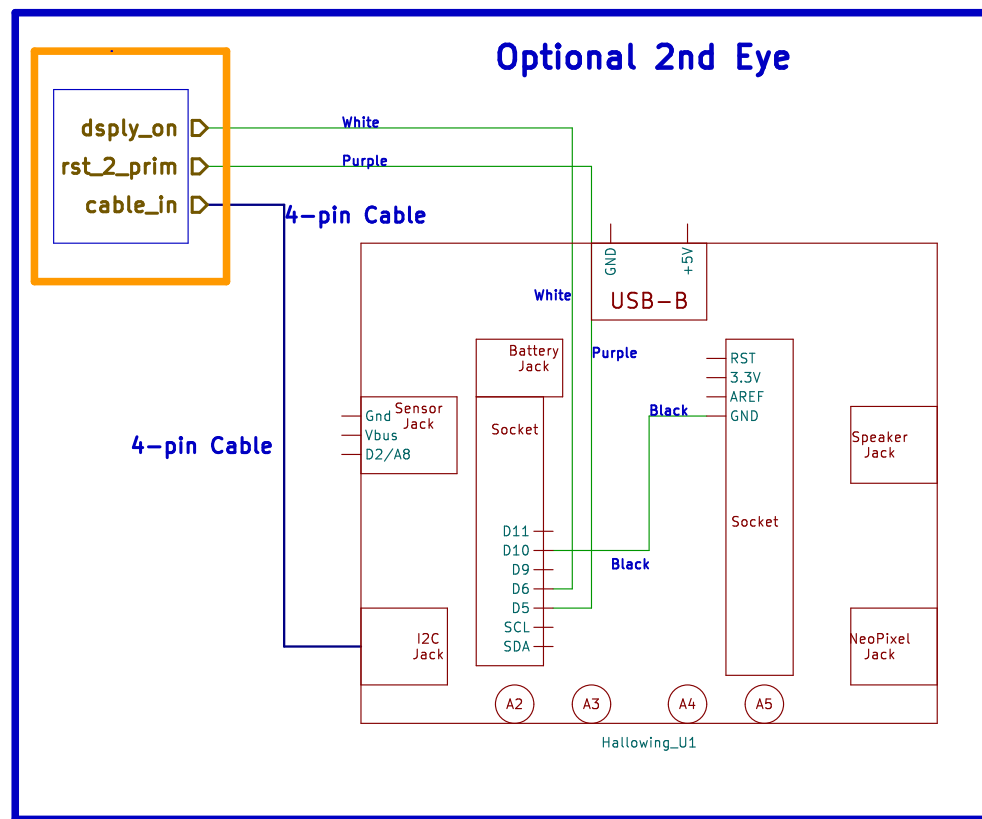 Optional 2nd Eye
dsply_on
White
rst_2_prim
Purple
cable_in
4-pin Cable
GND
+5V
USB-B
White
Battery
Jack
Purple
RST
3.3V
AREF
GND
Black
Sensor
Jack
Gnd
Vbus
D2/A8
Socket
4-pin Cable
Speaker
Jack
Socket
D11
D10
D9
D6
D5
SCL
SDA
Black
I2C
Jack
NeoPixel
Jack
A2
A3
A4
A5
Hallowing_U1